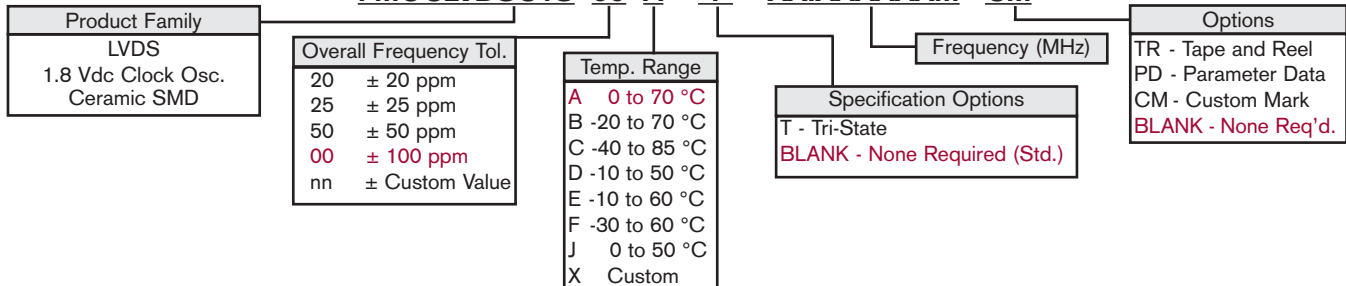 Product Family
LVDS
1.8 Vdc Clock Osc.
Ceramic SMD
Overall Frequency Tol.
20 ± 20 ppm
25 ± 25 ppm
50 ± 50 ppm
00 ± 100 ppm
nn ± Custom Value
Temp. Range
A 0 to 70 °C
B -20 to 70 °C
C -40 to 85 °C
D -10 to 50 °C
E -10 to 60 °C
F -30 to 60 °C
J 0 to 50 °C
X Custom
Specification Options
T - Tri-State
BLANK - None Required (Std.)
Frequency (MHz)
Options
TR - Tape and Reel
PD - Parameter Data
CM - Custom Mark
BLANK - None Req'd.